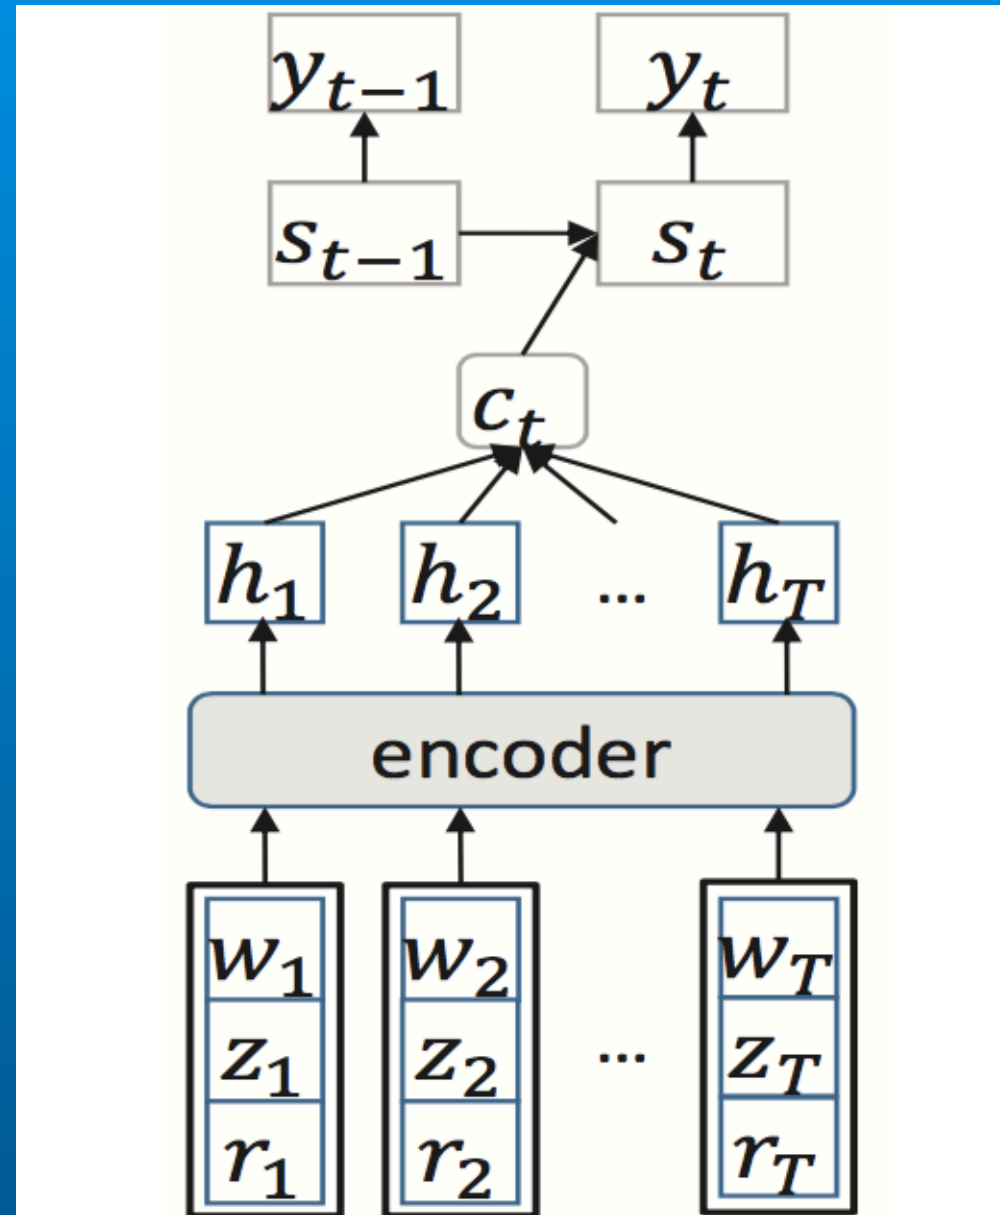 y_{t-1} y_t
s_{t-1} s_t
c_t
h_1 h_2 ... h_T
encoder
w_1 w_2 w_T
z_1 z_2 ... z_T
r_1 r_2 r_T